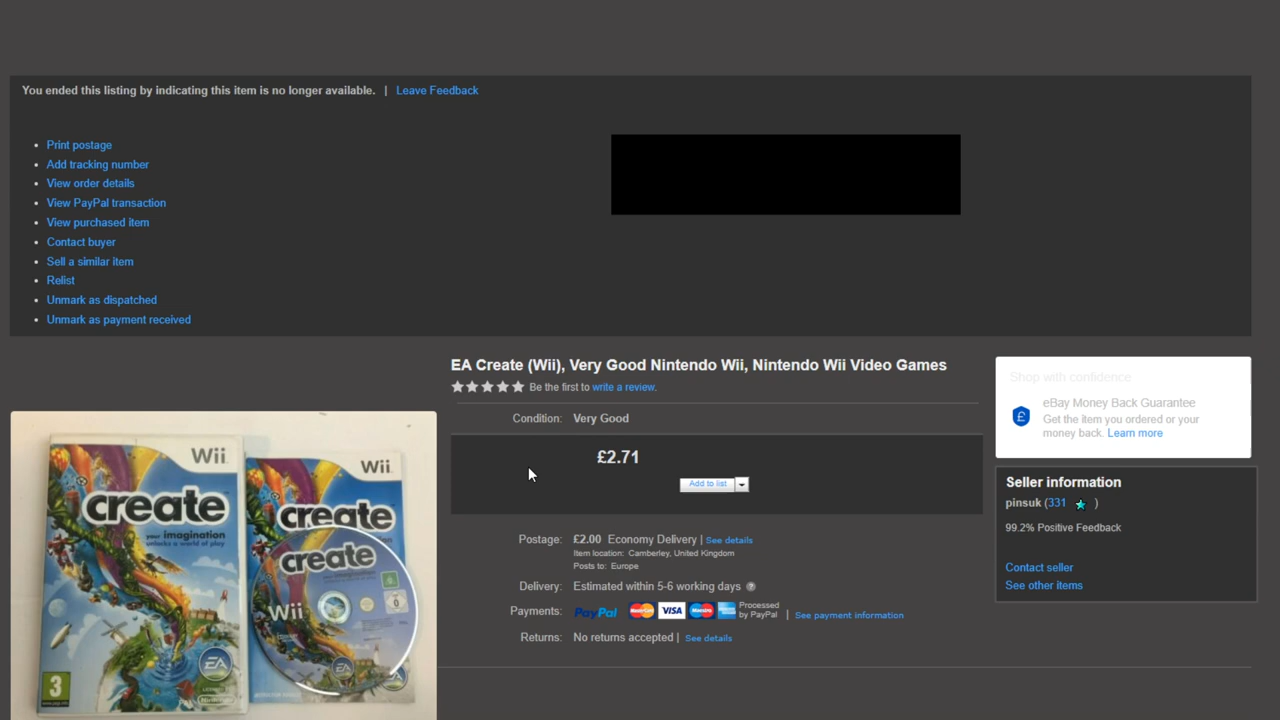 You ended this listing by indicating this item is no longer available. | Leave Feedback
Print postage
Add tracking number
View order details
View PayPal transaction
View purchased item
Contact buyer
Sell a similar item
Relist
Unmark as dispatched
Unmark as payment received
EA Create (Wii), Very Good Nintendo Wii, Nintendo Wii Video Games
Be the first to write a review.
Condition: Very Good
£2.71
Add to list
Postage: £2.00 Economy Delivery | See details
Item location: Camberley, United Kingdom
Posts to: Europe
Delivery: Estimated within 5-6 working days
Payments: PayPal MasterCard VISA Maestro Processed by PayPal | See payment information
Returns: No returns accepted | See details
Shop with confidence
eBay Money Back Guarantee
Get the item you ordered or your
money back. Learn more
Seller information
pinsuk (331 )
99.2% Positive Feedback
Contact seller
See other items
Wii
create
your imagination
unlocks a world of play
3
EA
Wii
create
create
Wii
EA